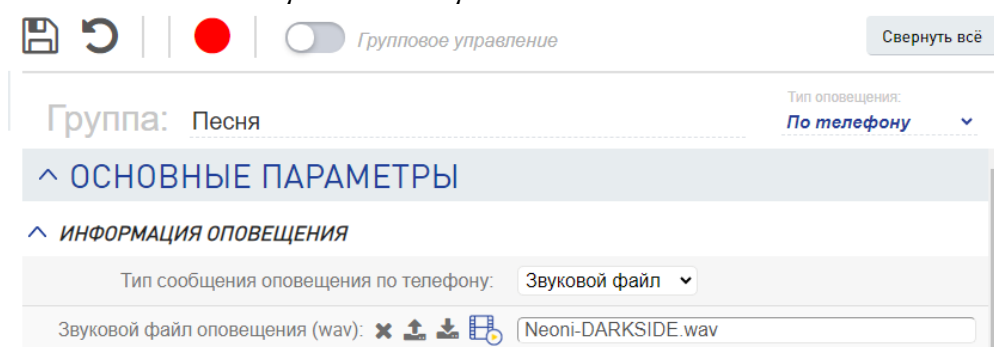 Групповое управление
Свернуть всё
Тип оповещения:
Группа: Песня
По телефону
ОСНОВНЫЕ ПАРАМЕТРЫ
ИНФОРМАЦИЯ ОПОВЕЩЕНИЯ
Тип сообщения оповещения по телефону: Звуковой файл
Звуковой файл оповещения (wav): Neoni-DARKSIDE.wav